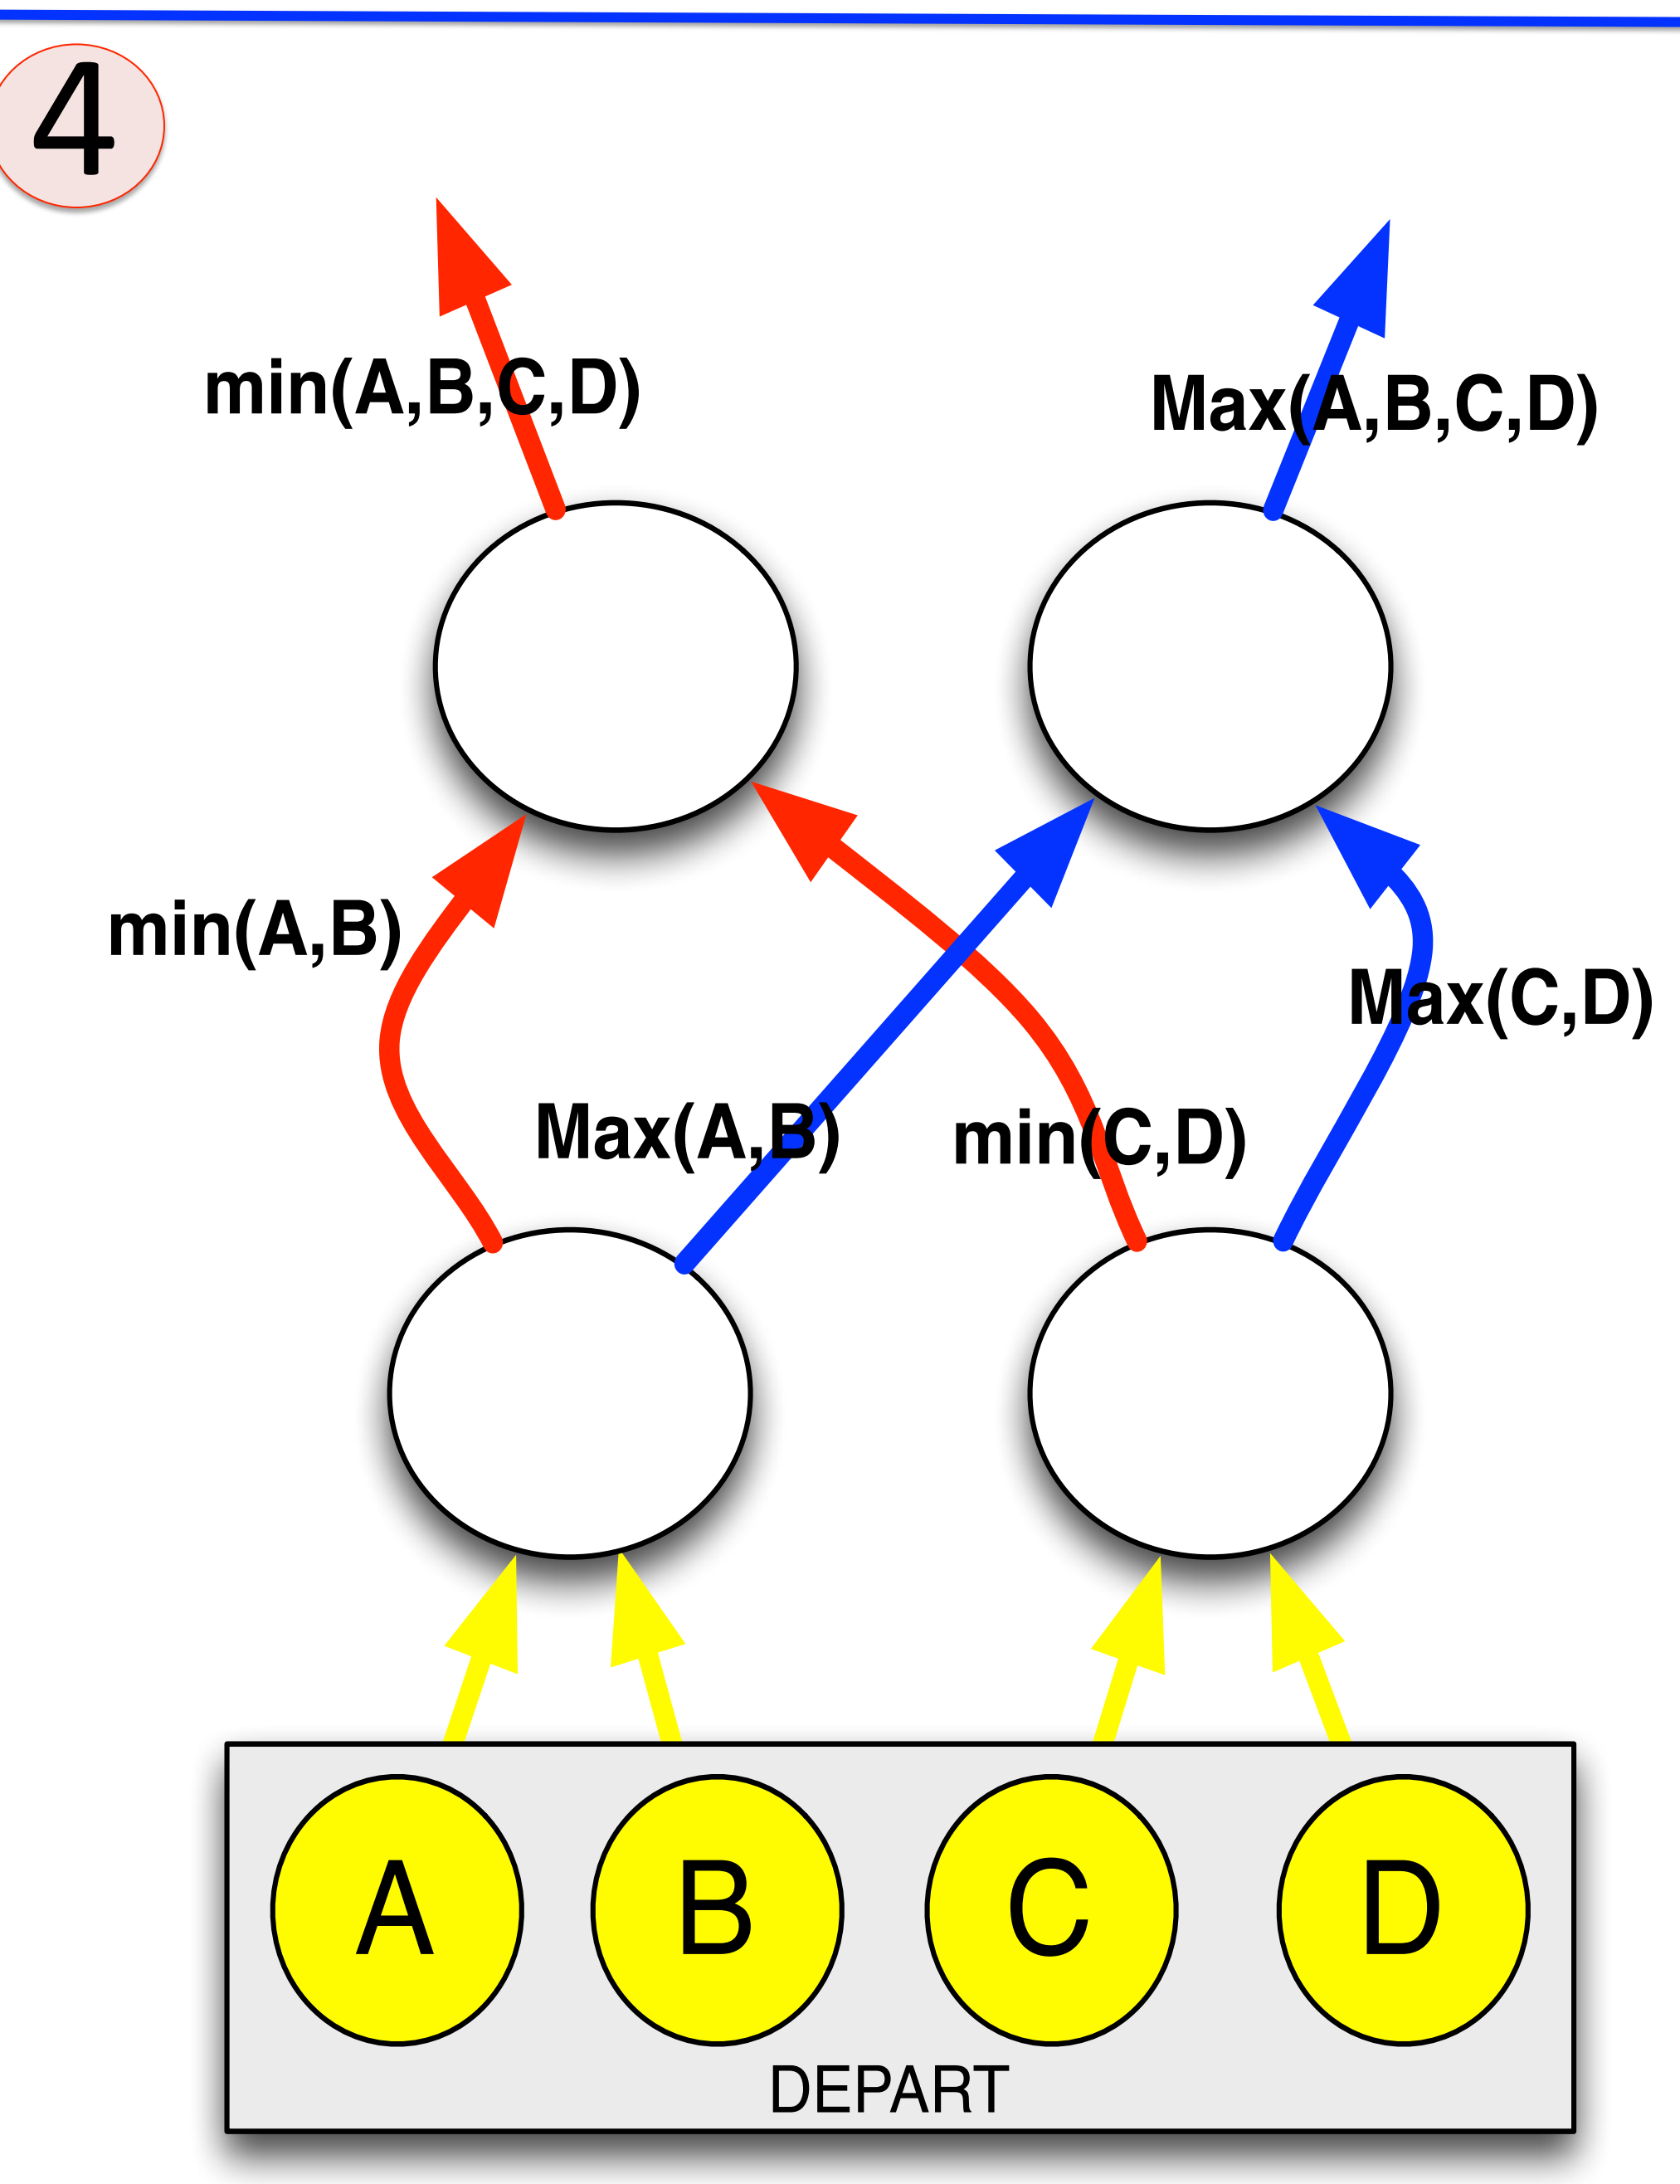 4
min(A,B,C,D)
Max(A,B,C,D)
min(A,B)
Max(C,D)
Max(A,B)
min(C,D)
A B C D
DEPART